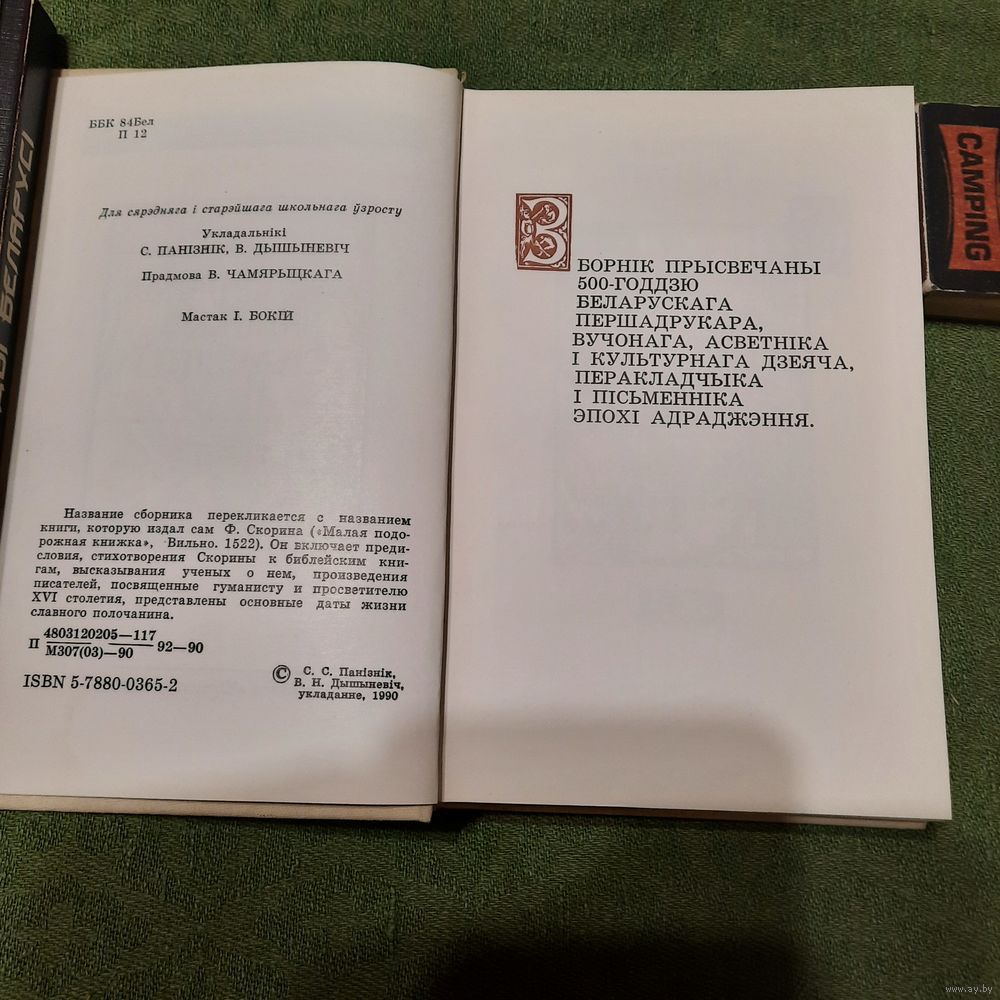 ББК 84Бел
П 12
Для сярэдняга і старэйшага школьнага ўзросту
Укладальнікі
С. ПАНІЗНІК, В. ДЫШЫНЕВІЧ
Прадмова В. ЧАМЯРЫЦКАГА
Мастак І. БОКІЙ
Название сборника перекликается с названием
книги, которую издал сам Ф. Скорина («Малая подо-
рожная книжка», Вильно. 1522). Он включает преди-
словия, стихотворения Скорины к библейским кни-
гам, высказывания ученых о нем, произведения
писателей, посвященные гуманисту и просветителю
XVI столетия, представлены основные даты жизни
славного полочанина.
П 4803120205—117
М307(03)—90 92—90
ISBN 5-7880-0365-2
© С. С. Панізнік,
В. Н. Дышыневіч,
укладанне, 1990
ЗБОРНІК ПРЫСВЕЧАНЫ
500-ГОДДЗЮ
БЕЛАРУСКАГА
ПЕРШАДРУКАРА,
ВУЧОНАГА, АСВЕТНІКА
І КУЛЬТУРНАГА ДЗЕЯЧА,
ПЕРАКЛАДЧЫКА
І ПІСЬМЕННІКА
ЭПОХІ АДРАДЖЭННЯ.
CAMPING
БЕЛАРУСІ
www.ay.by